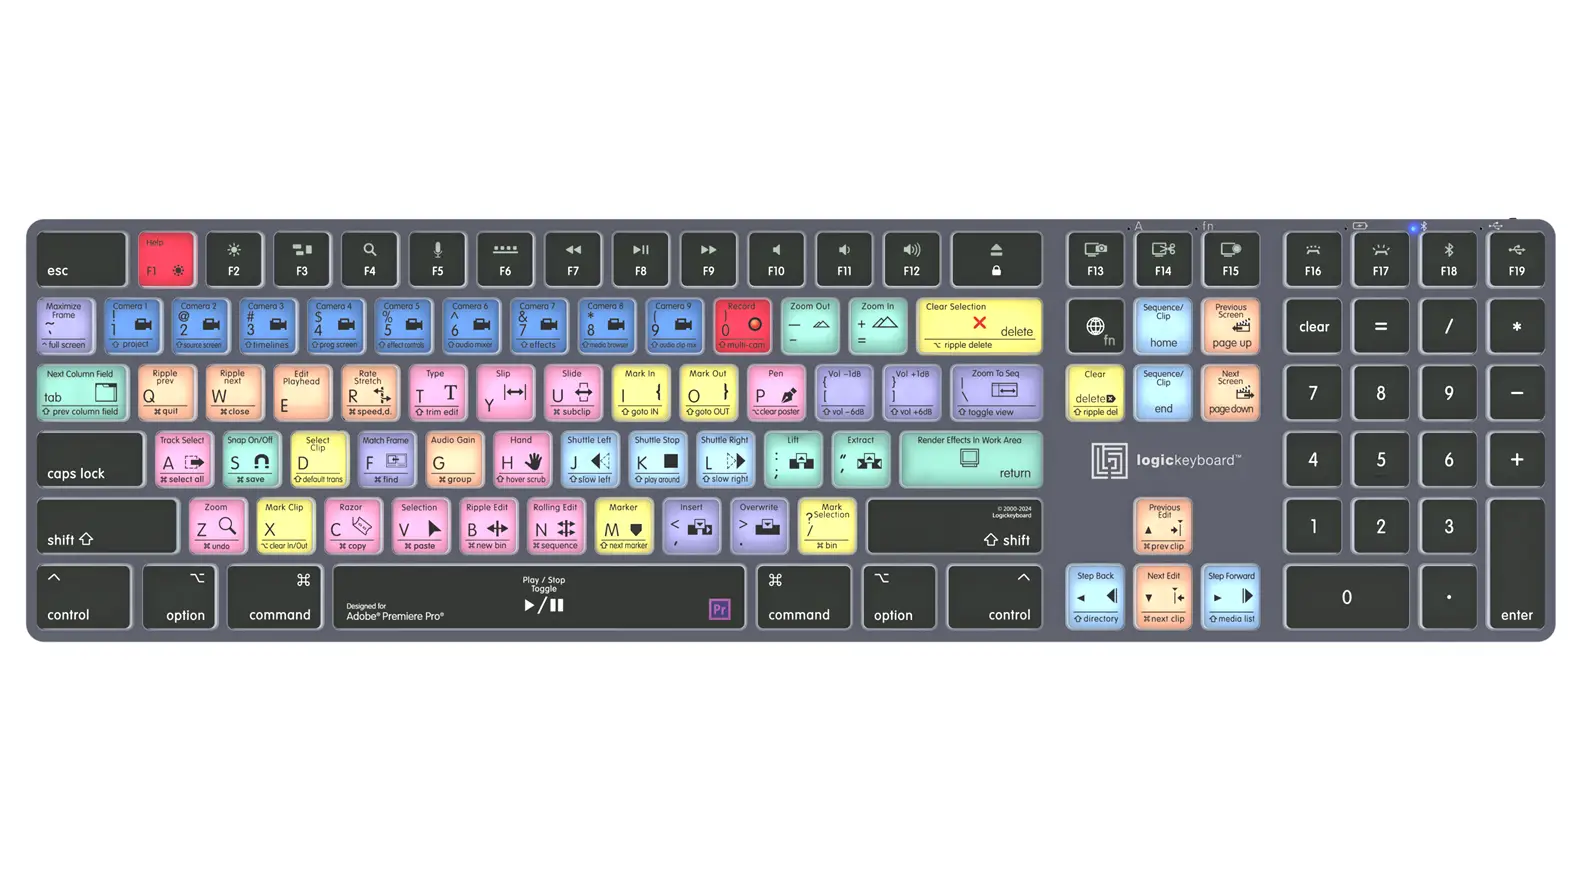 A
fn
esc
Help
F1
F2
F3
F4
F5
F6
F7
F8
F9
F10
F11
F12
F13
F14
F15
F16
F17
F18
F19
Maximize
Frame
~
^ full screen
Camera 1
!
1
⇧ project
Camera 2
@
2
⇧ source screen
Camera 3
#
3
⇧ timelines
Camera 4
$
4
⇧ prog screen
Camera 5
%
5
⇧ effect controls
Camera 6
^
6
⇧ audio mixer
Camera 7
&
7
⇧ effects
Camera 8
*
8
⇧ media browser
Camera 9
(
9
⇧ audio clip mix
Record
)
0
⇧ multi-cam
Zoom Out
—
-
Zoom In
+
=
Clear Selection
delete
⌥ ripple delete
fn
Sequence/
Clip
home
Previous
Screen
page up
clear
=
/
*
Next Column Field
tab
⇧ prev column field
Ripple
prev
Q
⌘ quit
Ripple
next
W
⌘ close
Edit
Playhead
E
Rate
Stretch
R
⌘ speed,d.
Type
T
T
⇧ trim edit
Slip
Y
Slide
U
⌘ subclip
Mark In
I {
⇧ goto IN
Mark Out
O }
⇧ goto OUT
Pen
P
⌥ clear poster
Vol -1dB
{
[
⇧ vol -6dB
Vol +1dB
}
]
⇧ vol +6dB
Zoom To Seq
|
\
⇧ toggle view
Clear
delete
⇧ ripple del
Sequence/
Clip
end
Next
Screen
page down
7
8
9
−
caps lock
Track Select
A
⌘ select all
Snap On/Off
S
⌘ save
Select
Clip
D
⇧ default trans
Match Frame
F
⌘ find
Audio Gain
G
⌘ group
Hand
H
⇧ hover scrub
Shuttle Left
J
⇧ slow left
Shuttle Stop
K
⇧ play around
Shuttle Right
L
⇧ slow right
Lift
:
;
Extract
"
,
Render Effects In Work Area
return
logickeyboard™
4
5
6
+
shift ⇧
Zoom
Z
⌘ undo
Mark Clip
X
⌥ clear In/Out
Razor
C
⌘ copy
Selection
V
⌘ paste
Ripple Edit
B
⌘ new bin
Rolling Edit
N
⌘ sequence
Marker
M
⇧ next marker
Insert
<
,
Overwrite
>
.
Mark
Selection
?
/
⌘ bin
© 2000-2024
Logickeyboard
⇧ shift
Previous
Edit
▲
⌘ prev clip
1
2
3
^
control
⌥
option
⌘
command
Play / Stop
Toggle
Designed for
Adobe® Premiere Pro®
Pr
⌘
command
⌥
option
^
control
Step Back
◄
⇧ directory
Next Edit
▼
⌘ next clip
Step Forward
►
⇧ media list
0
.
enter